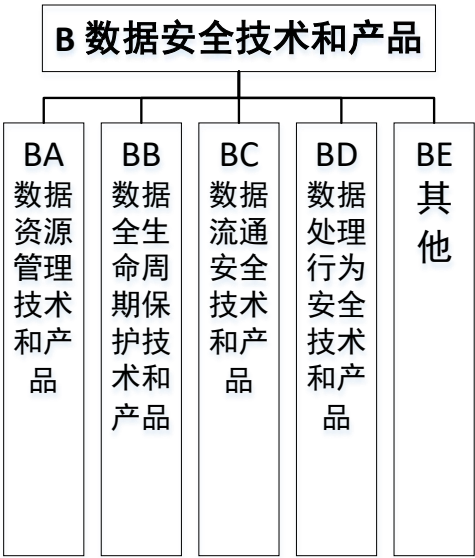 B 数据安全技术和产品
BA
数据
资源
管理
技术
和产
品
BB
数据
全生
命周
期保
护技
术和
产品
BC
数据
流通
安全
技术
和产
品
BD
数据
处理
行为
安全
技术
和产
品
BE
其
他